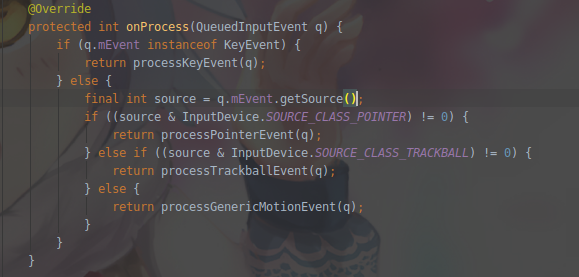 @Override
protected int onProcess(QueuedInputEvent q) {
if (q.mEvent instanceof KeyEvent) {
return processKeyEvent(q);
} else {
final int source = q.mEvent.getSource();
if ((source & InputDevice.SOURCE_CLASS_POINTER) != 0) {
return processPointerEvent(q);
} else if ((source & InputDevice.SOURCE_CLASS_TRACKBALL) != 0) {
return processTrackballEvent(q);
} else {
return processGenericMotionEvent(q);
}
}
}